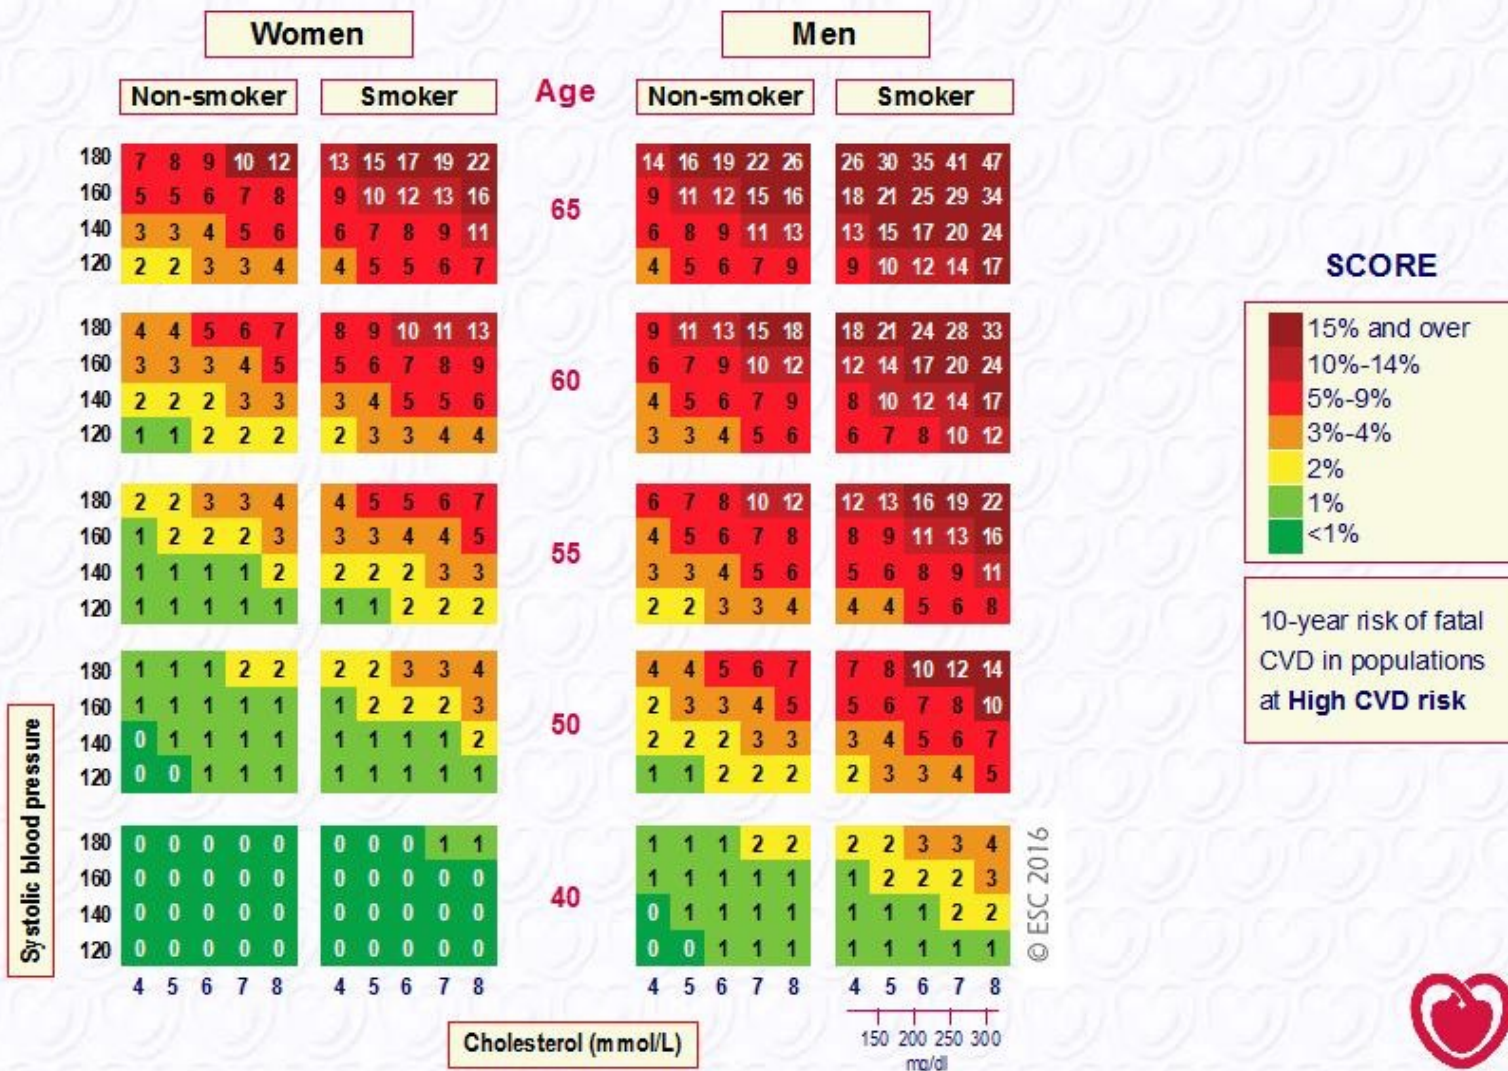 Women Men
Non-smoker Smoker Age Non-smoker Smoker
180 7 8 9 10 12 13 15 17 19 22 14 16 19 22 26 26 30 35 41 47
160 5 5 6 7 8 9 10 12 13 16 65 9 11 12 15 16 18 21 25 29 34
140 3 3 4 5 6 6 7 8 9 11 6 8 9 11 13 13 15 17 20 24
120 2 2 3 3 4 4 5 5 6 7 4 5 6 7 9 9 10 12 14 17
180 4 4 5 6 7 8 9 10 11 13 9 11 13 15 18 18 21 24 28 33
160 3 3 3 4 5 5 6 7 8 9 60 6 7 9 10 12 12 14 17 20 24
140 2 2 2 3 3 3 4 5 5 6 4 5 6 7 9 8 10 12 14 17
120 1 1 2 2 2 2 3 3 4 4 3 3 4 5 6 6 7 8 10 12
180 2 2 3 3 4 4 5 5 6 7 6 7 8 10 12 12 13 16 19 22
160 1 2 2 2 3 3 3 4 4 5 55 4 5 6 7 8 8 9 11 13 16
140 1 1 1 1 2 2 2 2 3 3 3 3 4 5 6 5 6 8 9 11
120 1 1 1 1 1 1 1 2 2 2 2 2 3 3 4 4 4 5 6 8
180 1 1 1 2 2 2 2 3 3 4 4 4 5 6 7 7 8 10 12 14
160 1 1 1 1 1 1 2 2 2 3 50 2 3 3 4 5 5 6 7 8 10
140 0 1 1 1 1 1 1 1 1 2 2 2 2 3 3 3 4 5 6 7
120 0 0 1 1 1 1 1 1 1 1 1 1 2 2 2 2 3 3 4 5
180 0 0 0 0 0 0 0 0 1 1 1 1 1 2 2 2 2 3 3 4
160 0 0 0 0 0 0 0 0 0 0 40 1 1 1 1 1 1 2 2 2 3
140 0 0 0 0 0 0 0 0 0 0 0 1 1 1 1 1 1 1 2 2
120 0 0 0 0 0 0 0 0 0 0 0 0 1 1 1 1 1 1 1 1
4 5 6 7 8 4 5 6 7 8 4 5 6 7 8 4 5 6 7 8
150 200 250 300
mg/dl
Cholesterol (mmol/L)
Systolic blood pressure
© ESC 2016
SCORE
15% and over
10%-14%
5%-9%
3%-4%
2%
1%
<1%
10-year risk of fatal
CVD in populations
at High CVD risk